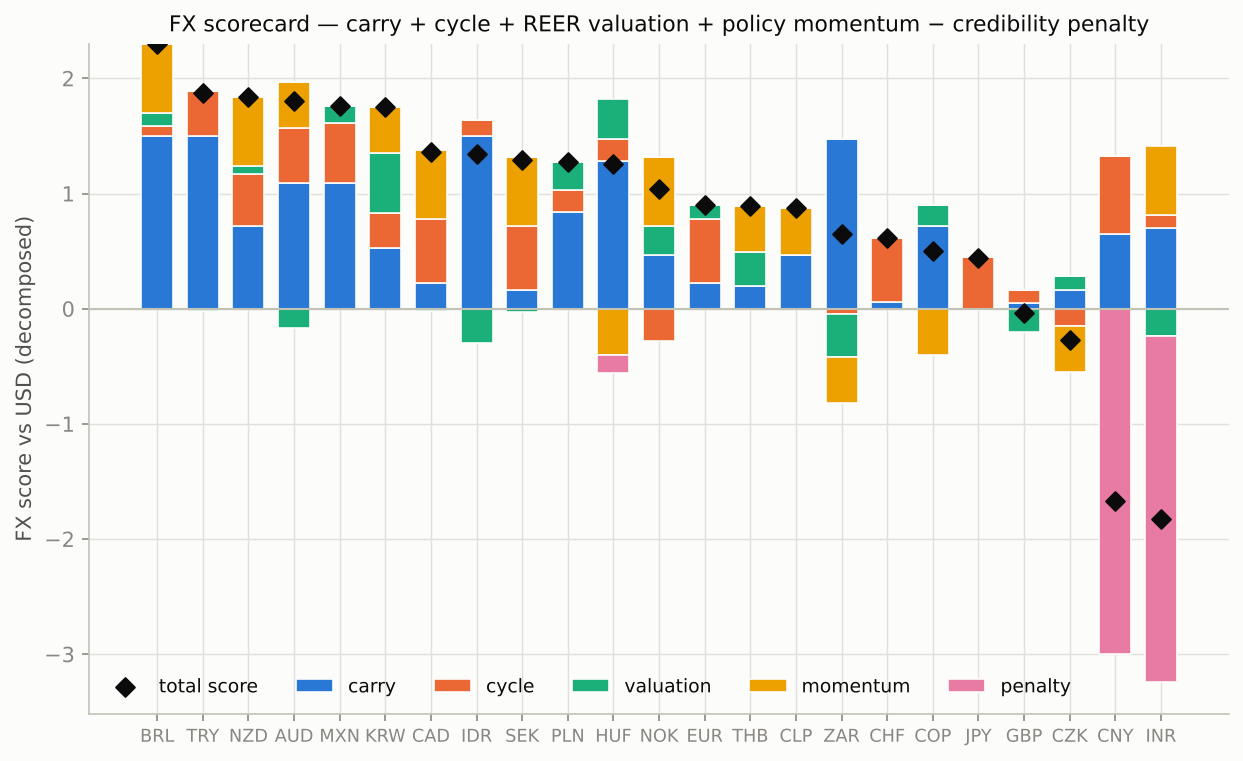 FX scorecard — carry + cycle + REER valuation + policy momentum − credibility penalty
FX score vs USD (decomposed)
2
1
0
−1
−2
−3
total score carry cycle valuation momentum penalty
BRL TRY NZD AUD MXN KRW CAD IDR SEK PLN HUF NOK EUR THB CLP ZAR CHF COP JPY GBP CZK CNY INR